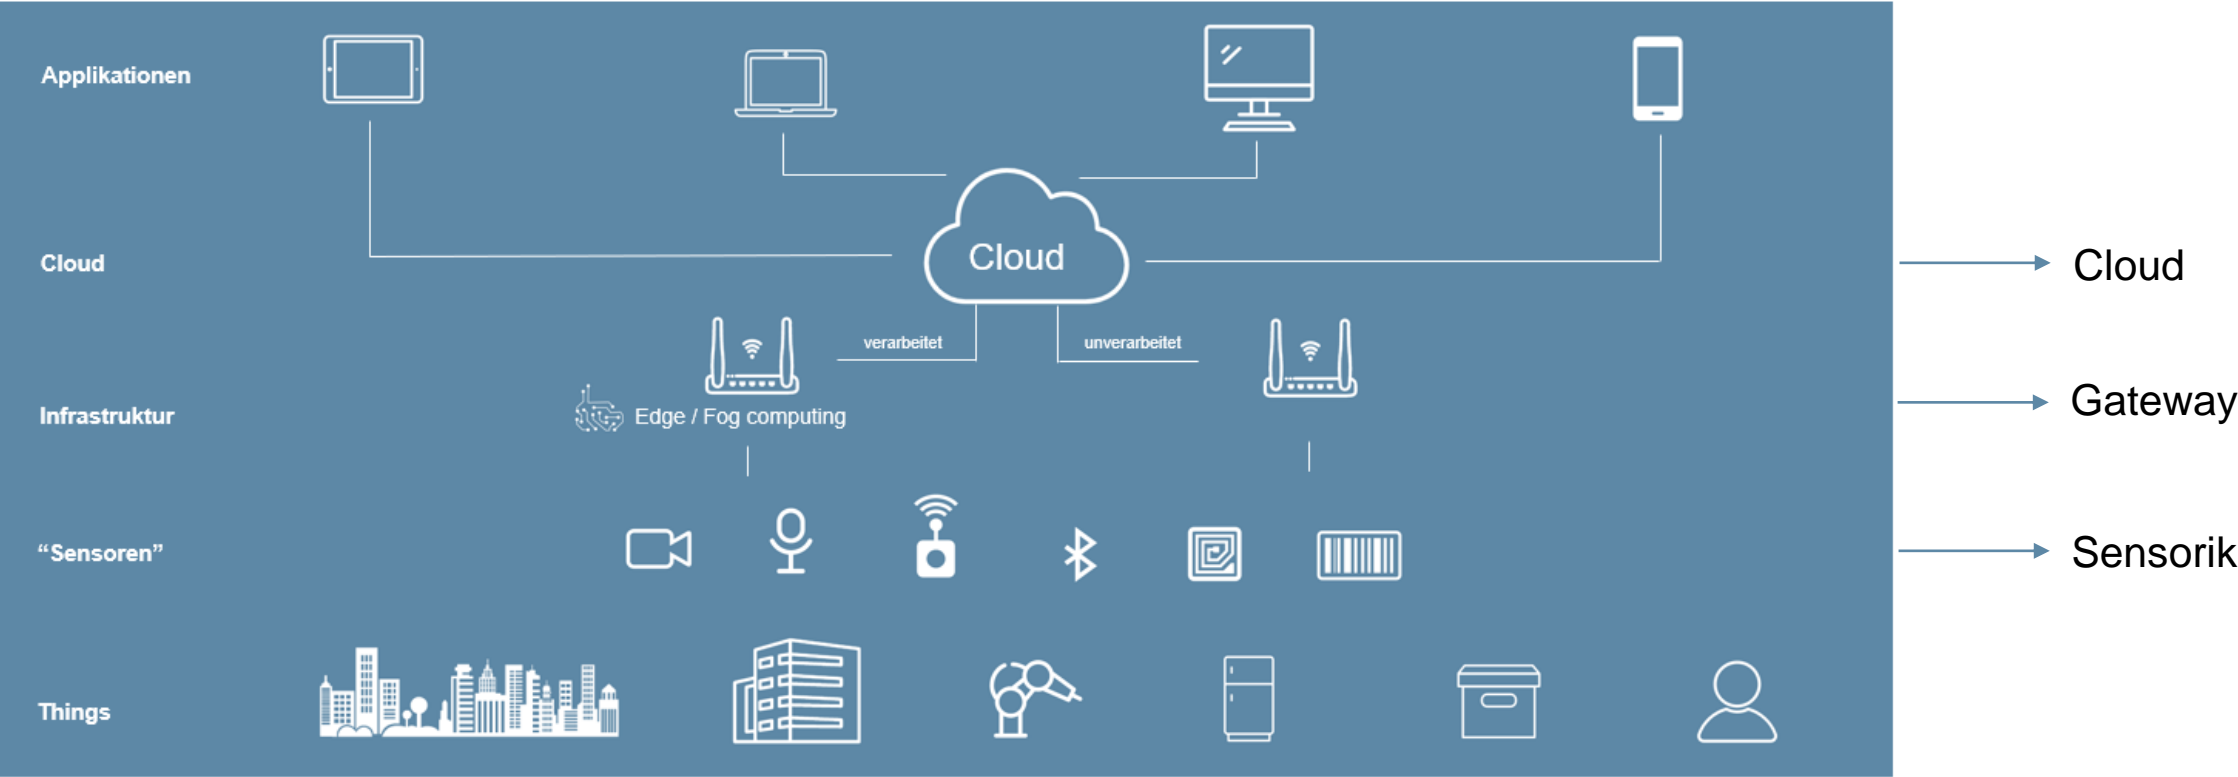 Applikationen
Cloud
Cloud
Cloud
verarbeitet
unverarbeitet
Infrastruktur
Edge / Fog computing
Gateway
“Sensoren”
Sensorik
Things